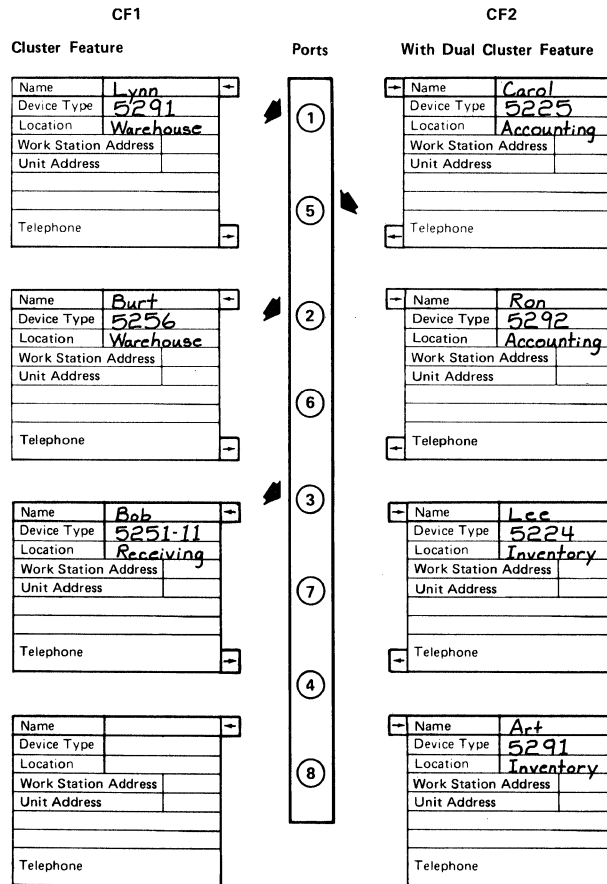 CF1
CF2
Cluster Feature
Ports
With Dual Cluster Feature
Name Lynn
Device Type 5291
Location Warehouse
Work Station Address
Unit Address
Telephone
Name Burt
Device Type 5256
Location Warehouse
Work Station Address
Unit Address
Telephone
Name Bob
Device Type 5251-11
Location Receiving
Work Station Address
Unit Address
Telephone
Name
Device Type
Location
Work Station Address
Unit Address
Telephone
1
5
2
6
3
7
4
8
Name Carol
Device Type 5225
Location Accounting
Work Station Address
Unit Address
Telephone
Name Ron
Device Type 5292
Location Accounting
Work Station Address
Unit Address
Telephone
Name Lee
Device Type 5224
Location Inventory
Work Station Address
Unit Address
Telephone
Name Art
Device Type 5291
Location Inventory
Work Station Address
Unit Address
Telephone